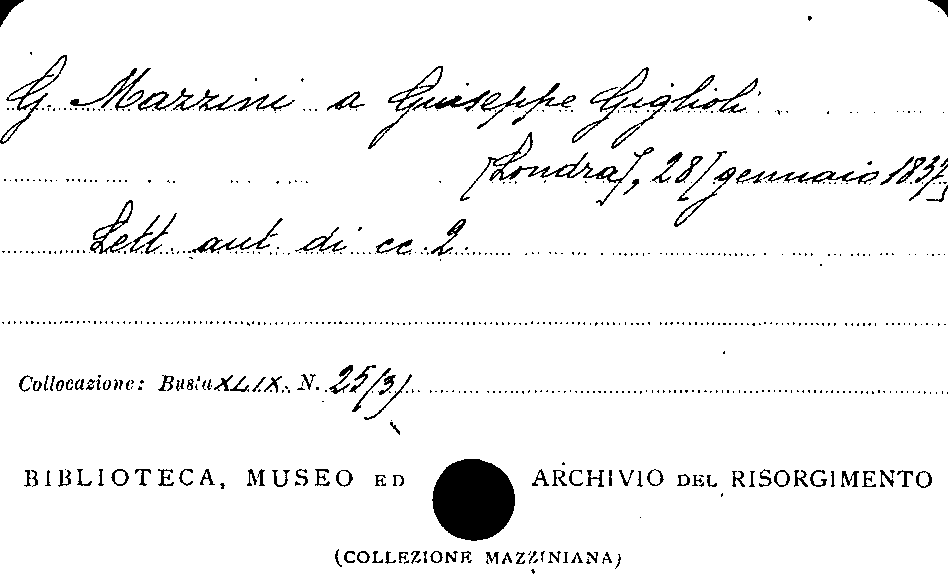 G. Mazzini a Giuseppe Giglioli
[Londra], 28 [gennaio 1837]
Lett. aut. di cc. 2.
Collocazione: Busta XLIX. N. 25(3)
BIBLIOTECA, MUSEO ED ARCHIVIO DEL RISORGIMENTO
(COLLEZIONE MAZZINIANA)